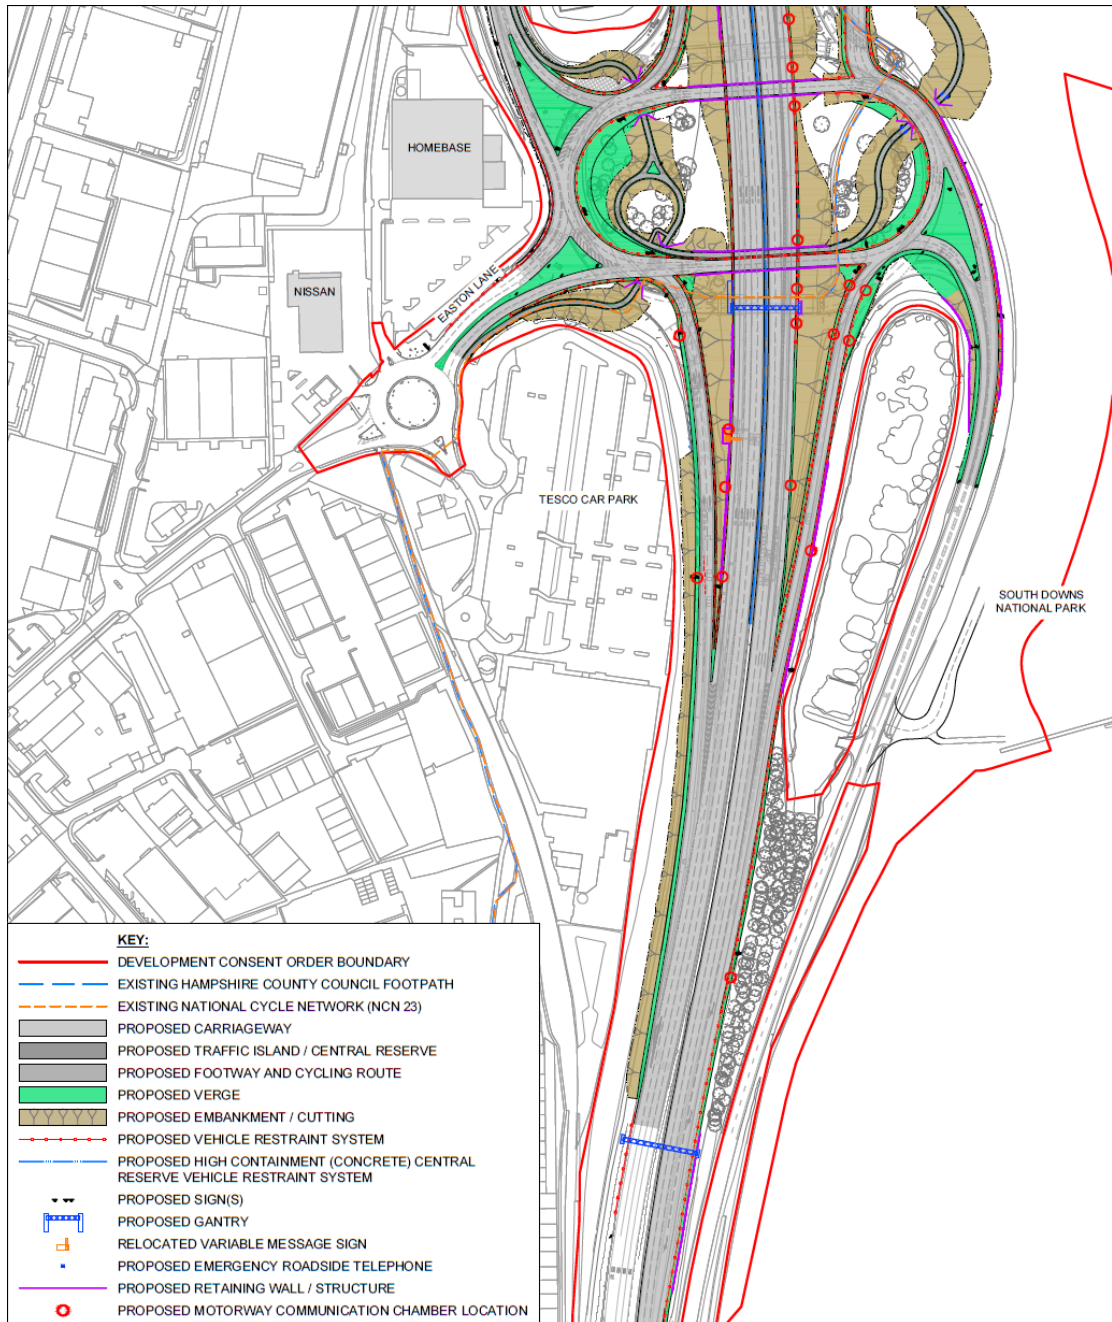 HOMEBASE
EASTON LANE
NISSAN
TESCO CAR PARK
SOUTH DOWNS
NATIONAL PARK
KEY:
DEVELOPMENT CONSENT ORDER BOUNDARY
EXISTING HAMPSHIRE COUNTY COUNCIL FOOTPATH
EXISTING NATIONAL CYCLE NETWORK (NCN 23)
PROPOSED CARRIAGEWAY
PROPOSED TRAFFIC ISLAND / CENTRAL RESERVE
PROPOSED FOOTWAY AND CYCLING ROUTE
PROPOSED VERGE
PROPOSED EMBANKMENT / CUTTING
PROPOSED VEHICLE RESTRAINT SYSTEM
PROPOSED HIGH CONTAINMENT (CONCRETE) CENTRAL
RESERVE VEHICLE RESTRAINT SYSTEM
PROPOSED SIGN(S)
PROPOSED GANTRY
RELOCATED VARIABLE MESSAGE SIGN
PROPOSED EMERGENCY ROADSIDE TELEPHONE
PROPOSED RETAINING WALL / STRUCTURE
PROPOSED MOTORWAY COMMUNICATION CHAMBER LOCATION